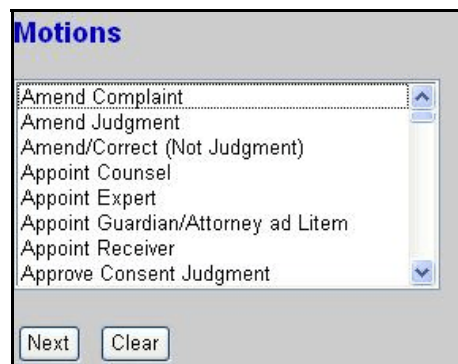 Motions
Amend Complaint
Amend Judgment
Amend/Correct (Not Judgment)
Appoint Counsel
Appoint Expert
Appoint Guardian/Attorney ad Litem
Appoint Receiver
Approve Consent Judgment
Next Clear